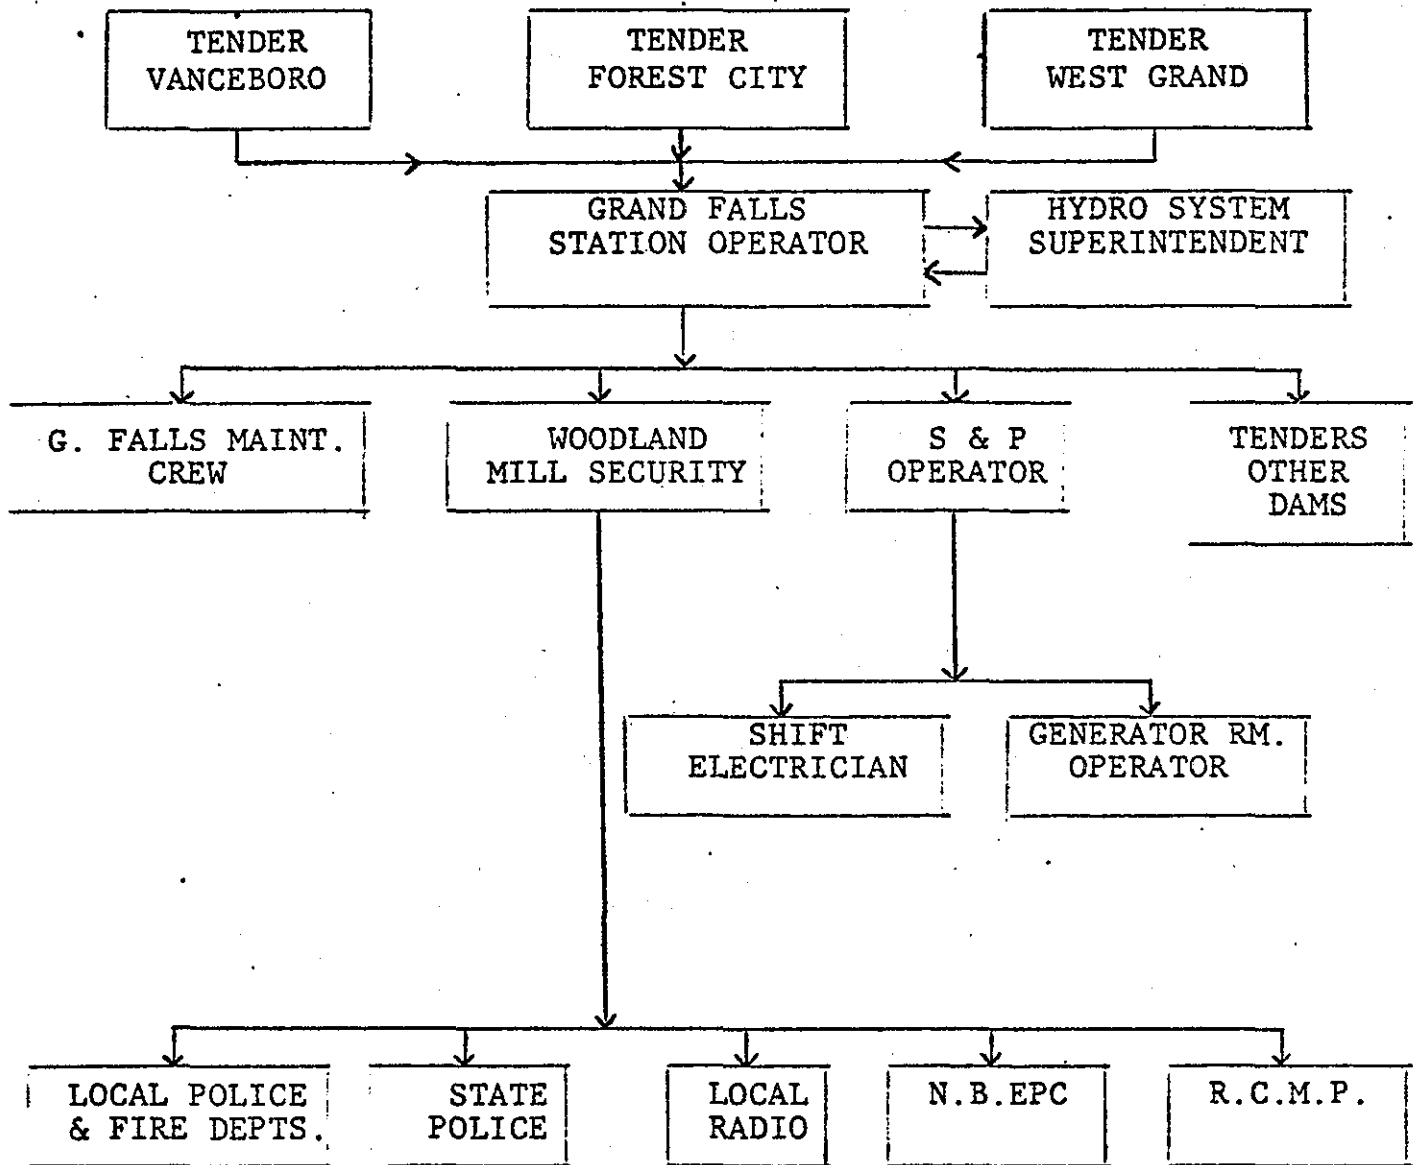 TENDER
VANCEBORO
TENDER
FOREST CITY
TENDER
WEST GRAND
GRAND FALLS
STATION OPERATOR
HYDRO SYSTEM
SUPERINTENDENT
G. FALLS MAINT.
CREW
WOODLAND
MILL SECURITY
S & P
OPERATOR
TENDERS
OTHER
DAMS
SHIFT
ELECTRICIAN
GENERATOR RM.
OPERATOR
LOCAL POLICE
& FIRE DEPTS.
STATE
POLICE
LOCAL
RADIO
N.B.EPC
R.C.M.P.